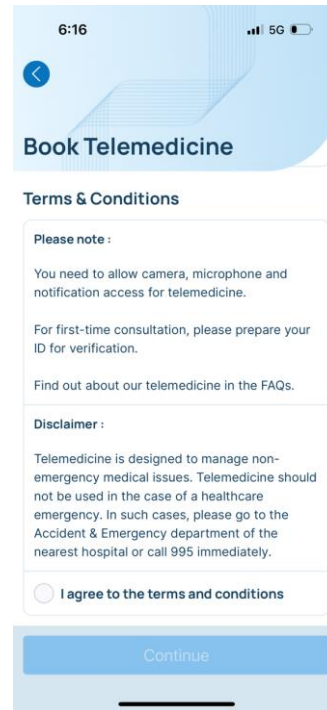 6:16
5G
Book Telemedicine
Terms & Conditions
Please note :
You need to allow camera, microphone and
notification access for telemedicine.
For first-time consultation, please prepare your
ID for verification.
Find out about our telemedicine in the FAQs.
Disclaimer :
Telemedicine is designed to manage non-
emergency medical issues. Telemedicine should
not be used in the case of a healthcare
emergency. In such cases, please go to the
Accident & Emergency department of the
nearest hospital or call 995 immediately.
I agree to the terms and conditions
Continue